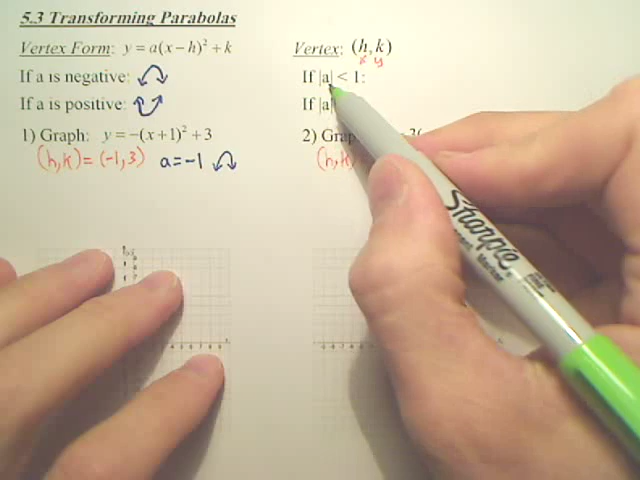 5.3 Transforming Parabolas
Vertex Form: y = a(x − h)² + k
Vertex: (h, k)
x y
If a is negative:
If |a| < 1:
If a is positive:
If |a|
1) Graph: y = −(x + 1)² + 3
2) Gra
(h, k) = (-1, 3) a = -1
(h, k)
Sharpie